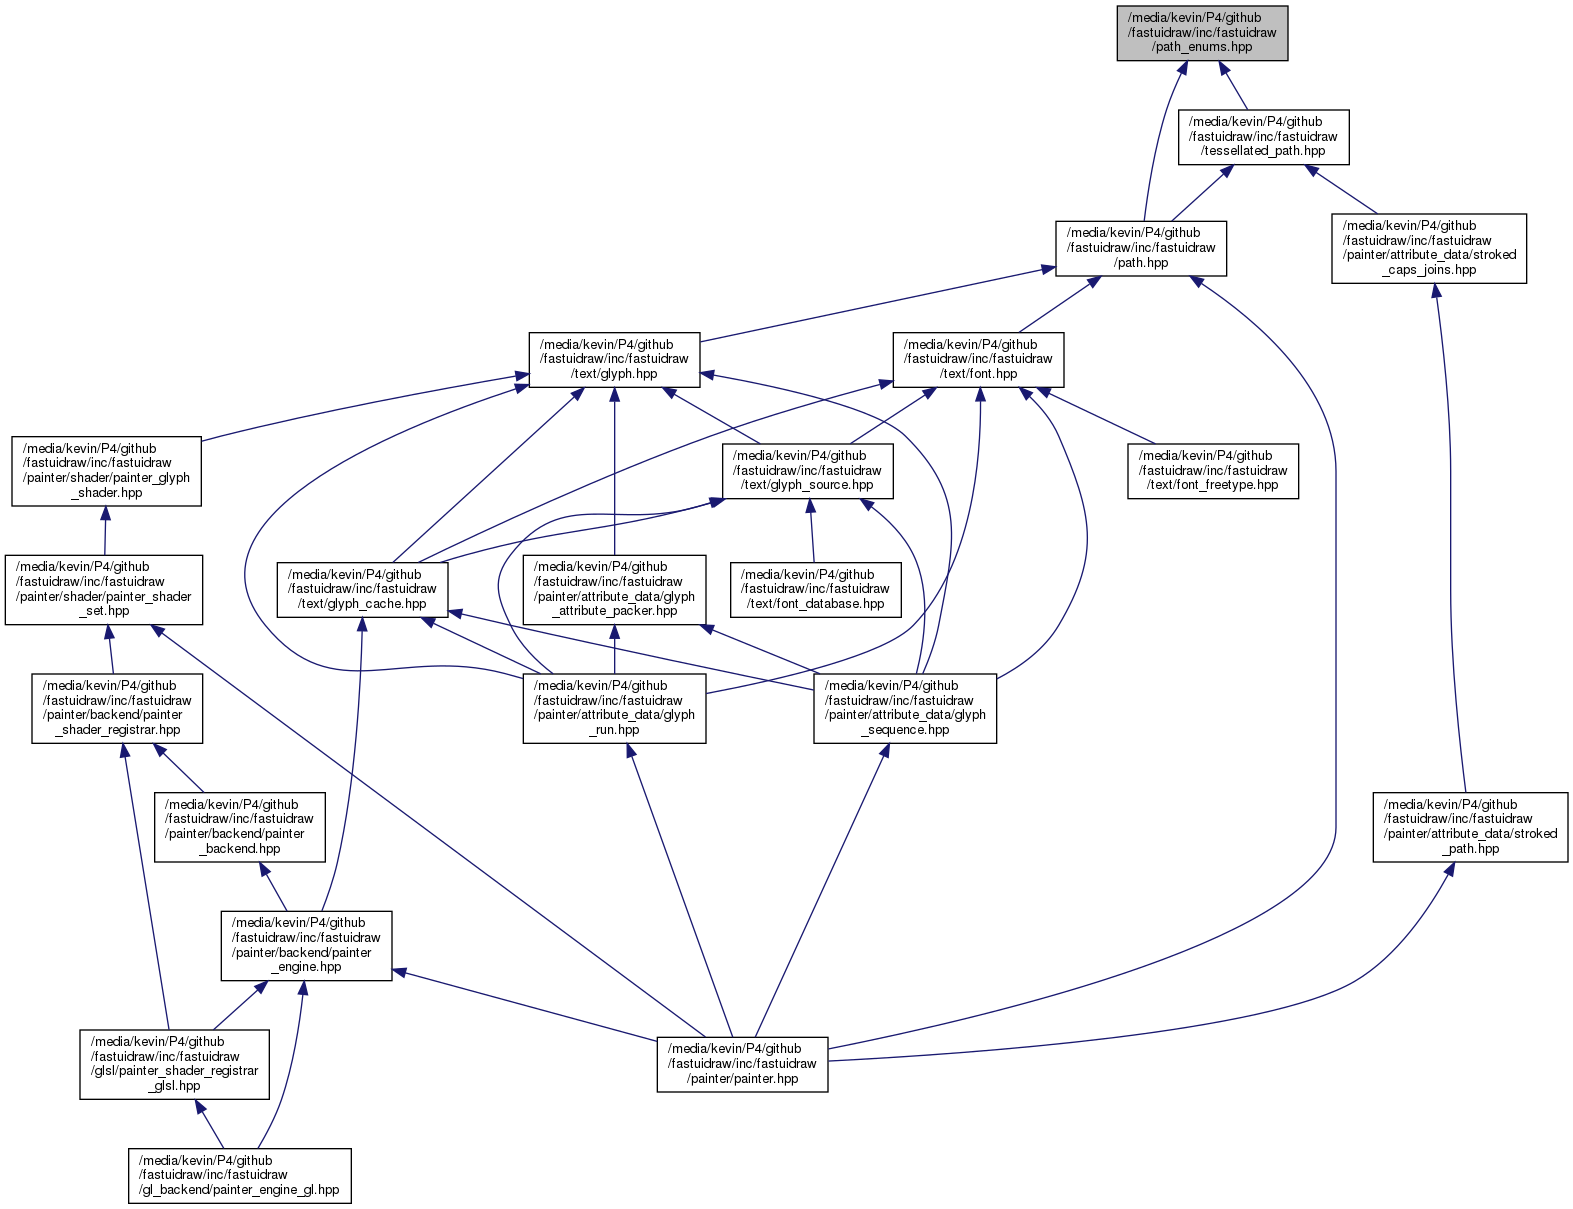 /media/kevin/P4/github
/fastuidraw/inc/fastuidraw
/path_enums.hpp
/media/kevin/P4/github
/fastuidraw/inc/fastuidraw
/tessellated_path.hpp
/media/kevin/P4/github
/fastuidraw/inc/fastuidraw
/path.hpp
/media/kevin/P4/github
/fastuidraw/inc/fastuidraw
/painter/attribute_data/stroked
_caps_joins.hpp
/media/kevin/P4/github
/fastuidraw/inc/fastuidraw
/text/glyph.hpp
/media/kevin/P4/github
/fastuidraw/inc/fastuidraw
/text/font.hpp
/media/kevin/P4/github
/fastuidraw/inc/fastuidraw
/painter/shader/painter_glyph
_shader.hpp
/media/kevin/P4/github
/fastuidraw/inc/fastuidraw
/text/glyph_source.hpp
/media/kevin/P4/github
/fastuidraw/inc/fastuidraw
/text/font_freetype.hpp
/media/kevin/P4/github
/fastuidraw/inc/fastuidraw
/painter/shader/painter_shader
_set.hpp
/media/kevin/P4/github
/fastuidraw/inc/fastuidraw
/text/glyph_cache.hpp
/media/kevin/P4/github
/fastuidraw/inc/fastuidraw
/painter/attribute_data/glyph
_attribute_packer.hpp
/media/kevin/P4/github
/fastuidraw/inc/fastuidraw
/text/font_database.hpp
/media/kevin/P4/github
/fastuidraw/inc/fastuidraw
/painter/backend/painter
_shader_registrar.hpp
/media/kevin/P4/github
/fastuidraw/inc/fastuidraw
/painter/attribute_data/glyph
_run.hpp
/media/kevin/P4/github
/fastuidraw/inc/fastuidraw
/painter/attribute_data/glyph
_sequence.hpp
/media/kevin/P4/github
/fastuidraw/inc/fastuidraw
/painter/backend/painter
_backend.hpp
/media/kevin/P4/github
/fastuidraw/inc/fastuidraw
/painter/attribute_data/stroked
_path.hpp
/media/kevin/P4/github
/fastuidraw/inc/fastuidraw
/painter/backend/painter
_engine.hpp
/media/kevin/P4/github
/fastuidraw/inc/fastuidraw
/glsl/painter_shader_registrar
_glsl.hpp
/media/kevin/P4/github
/fastuidraw/inc/fastuidraw
/painter/painter.hpp
/media/kevin/P4/github
/fastuidraw/inc/fastuidraw
/gl_backend/painter_engine_gl.hpp